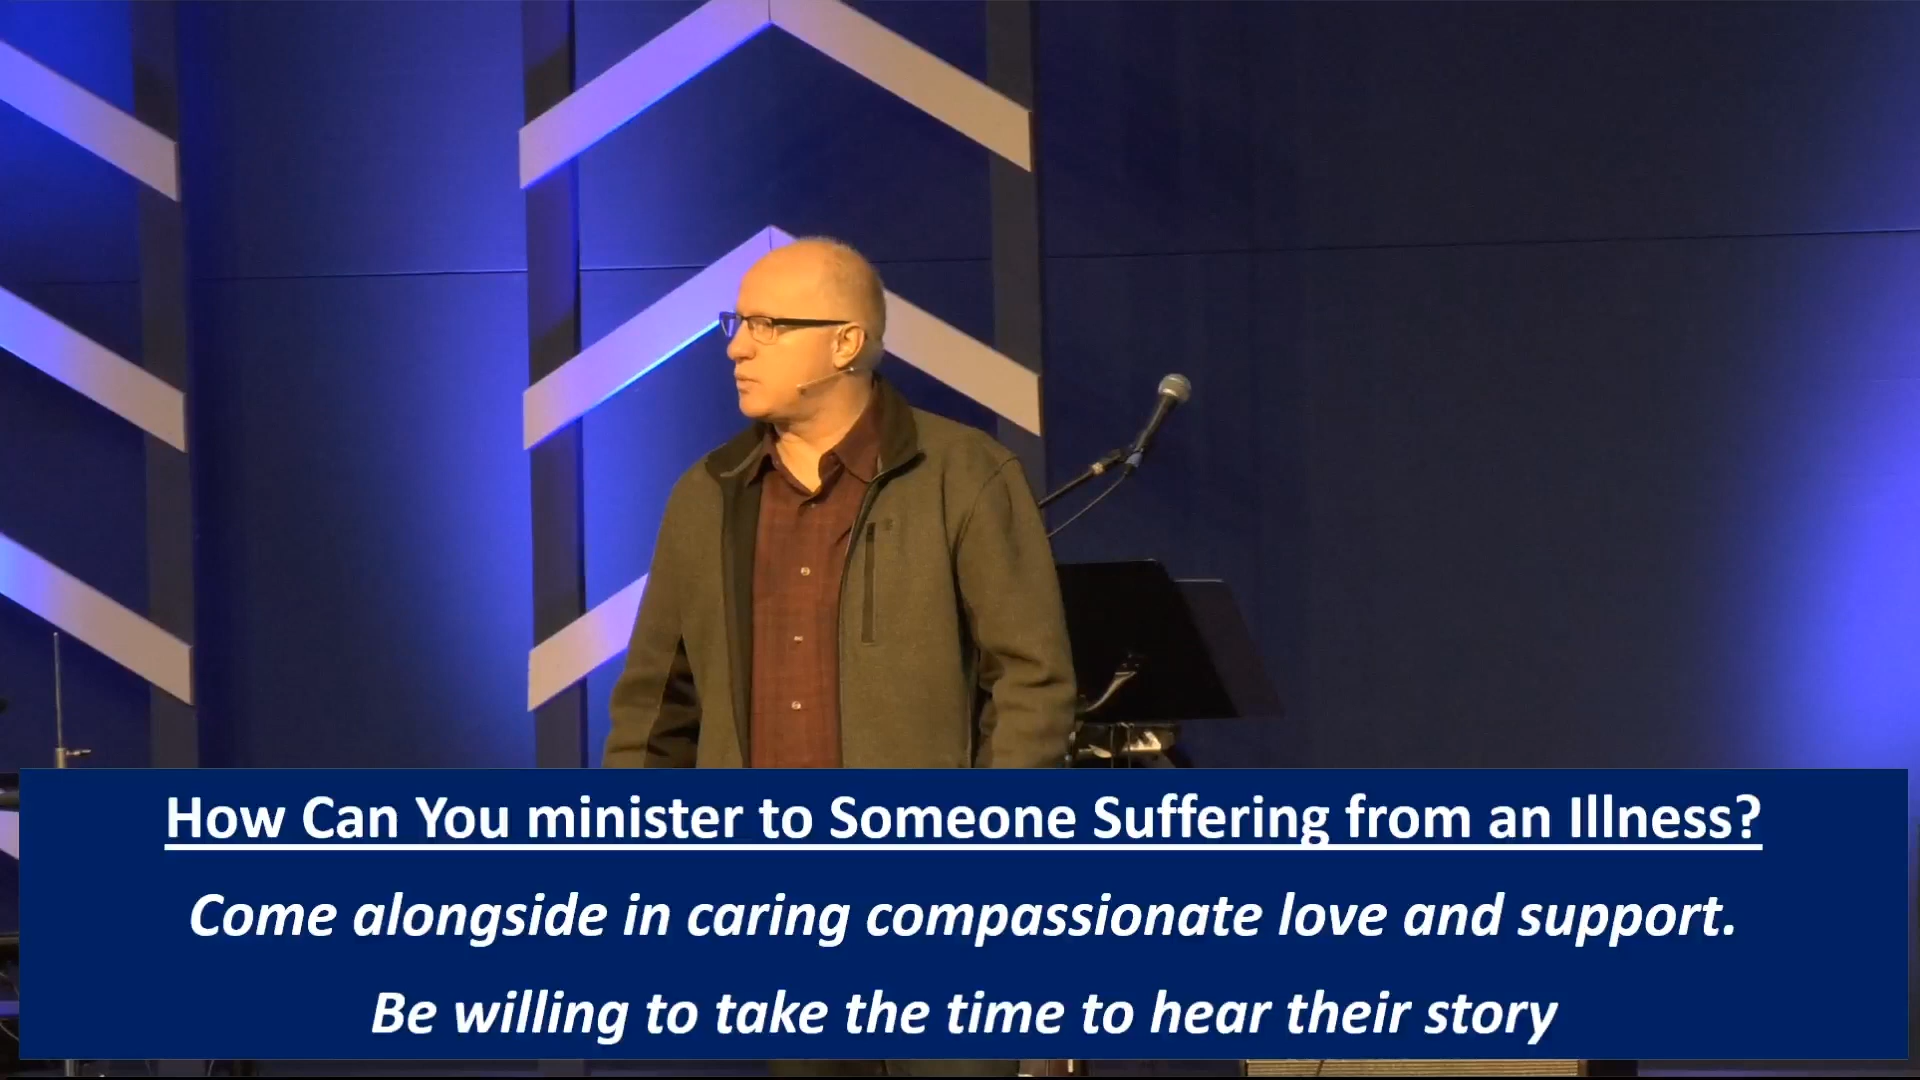 How Can You minister to Someone Suffering from an Illness?
Come alongside in caring compassionate love and support.
Be willing to take the time to hear their story